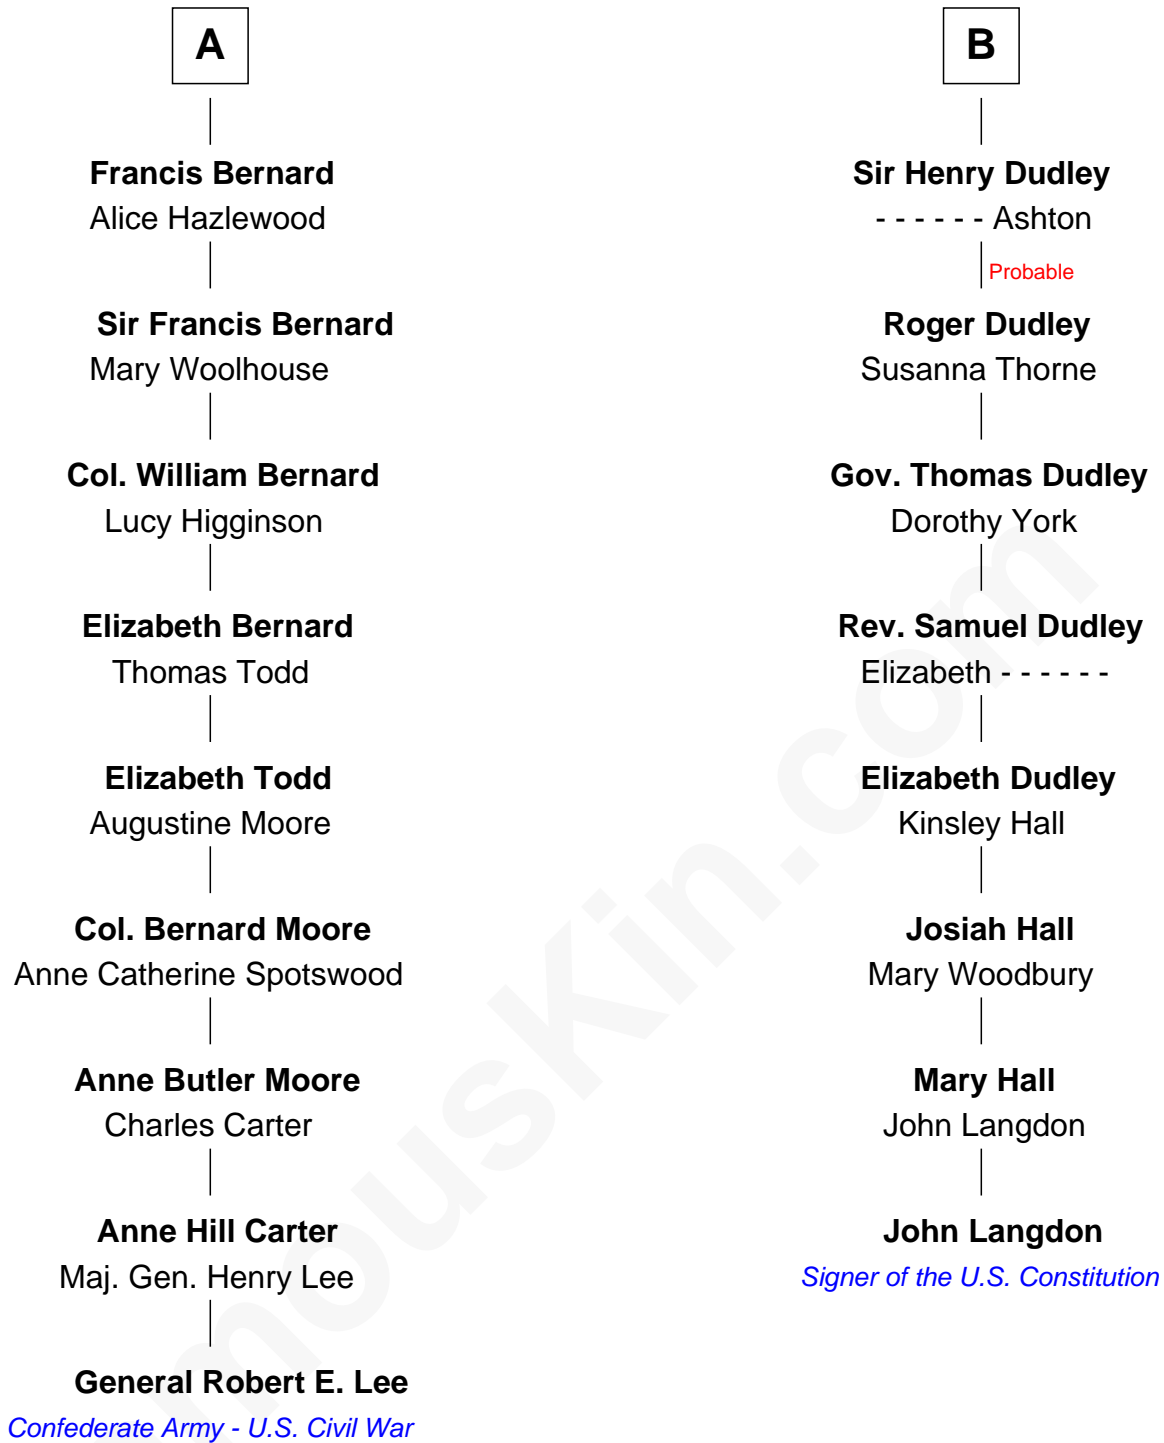 A
Francis Bernard
Alice Hazlewood
Sir Francis Bernard
Mary Woolhouse
Col. William Bernard
Lucy Higginson
Elizabeth Bernard
Thomas Todd
Elizabeth Todd
Augustine Moore
Col. Bernard Moore
Anne Catherine Spotswood
Anne Butler Moore
Charles Carter
Anne Hill Carter
Maj. Gen. Henry Lee
General Robert E. Lee
Confederate Army - U.S. Civil War
B
Sir Henry Dudley
- - - - - - Ashton
Probable
Roger Dudley
Susanna Thorne
Gov. Thomas Dudley
Dorothy York
Rev. Samuel Dudley
Elizabeth - - - - - -
Elizabeth Dudley
Kinsley Hall
Josiah Hall
Mary Woodbury
Mary Hall
John Langdon
John Langdon
Signer of the U.S. Constitution
mousKin.com